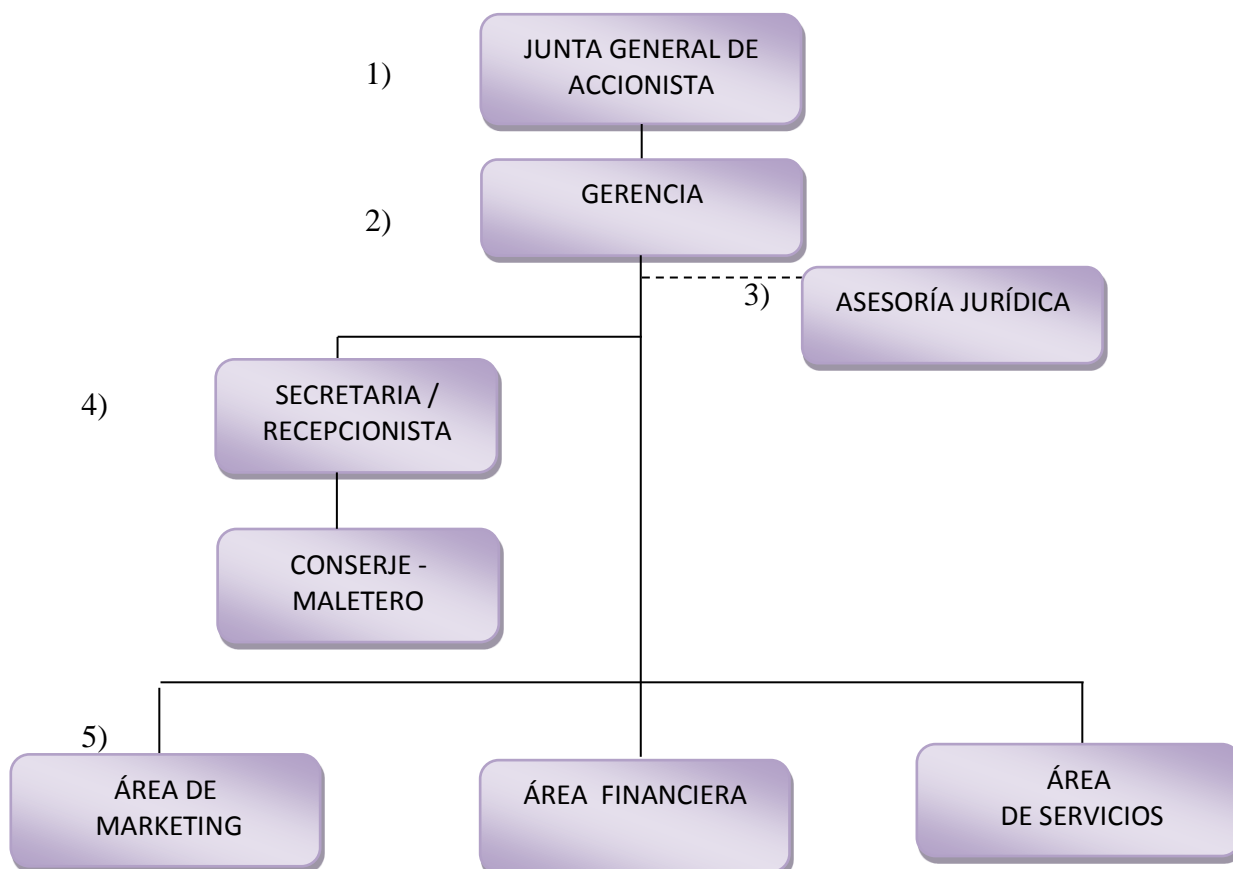 JUNTA GENERAL DE
ACCIONISTA
1)
GERENCIA
2)
3)
ASESORÍA JURÍDICA
4)
SECRETARIA /
RECEPCIONISTA
CONSERJE -
MALETERO
5)
ÁREA DE
MARKETING
ÁREA  FINANCIERA
ÁREA
DE SERVICIOS